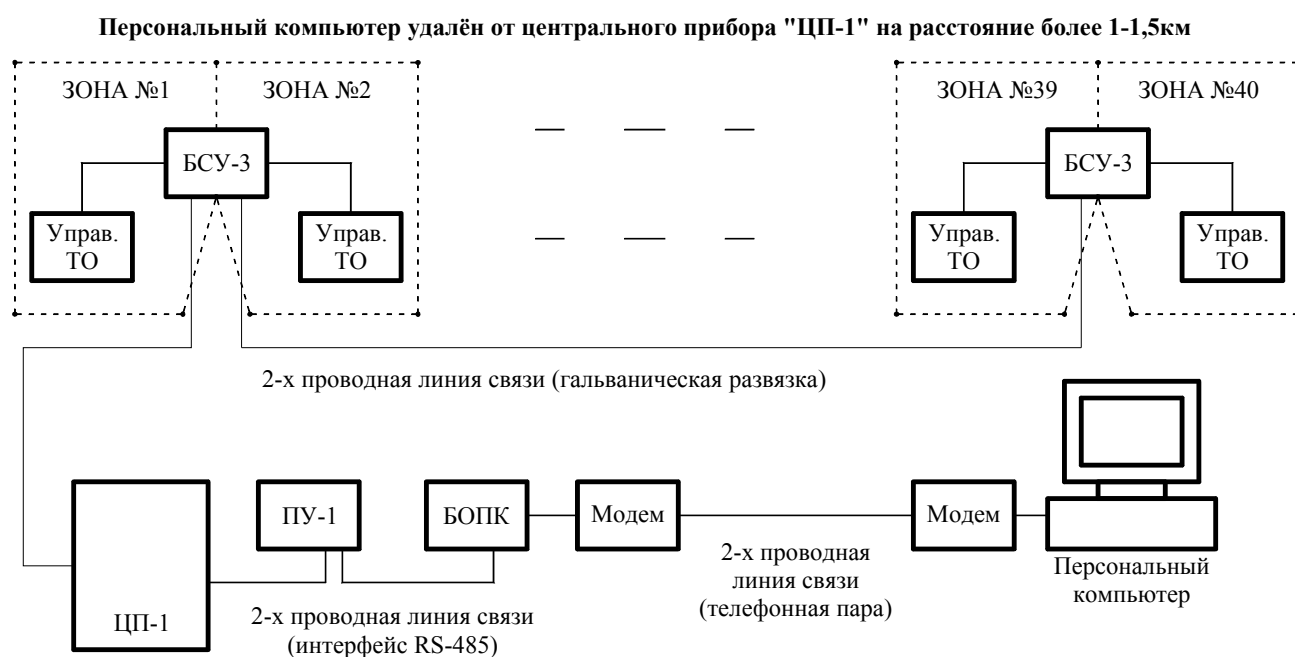 Персональный компьютер удалён от центрального прибора "ЦП-1" на расстояние более 1-1,5км
ЗОНА №1
ЗОНА №2
ЗОНА №39
ЗОНА №40
БСУ-3
БСУ-3
Управ.
ТО
Управ.
ТО
Управ.
ТО
Управ.
ТО
2-х проводная линия связи (гальваническая развязка)
ПУ-1
БОПК
Модем
Модем
ЦП-1
2-х проводная линия связи
(интерфейс RS-485)
2-х проводная
линия связи
(телефонная пара)
Персональный
компьютер